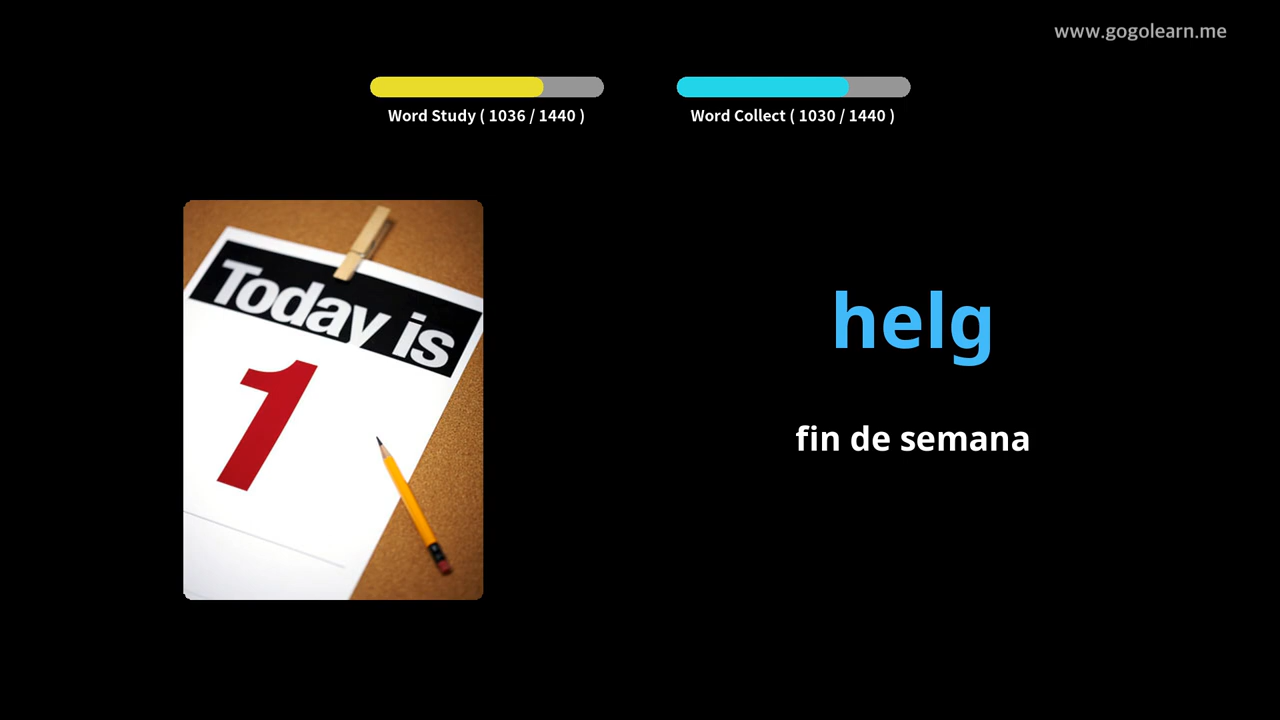 www.gogolearn.me
Word Study ( 1036 / 1440 )
Word Collect ( 1030 / 1440 )
Today is
1
helg
fin de semana